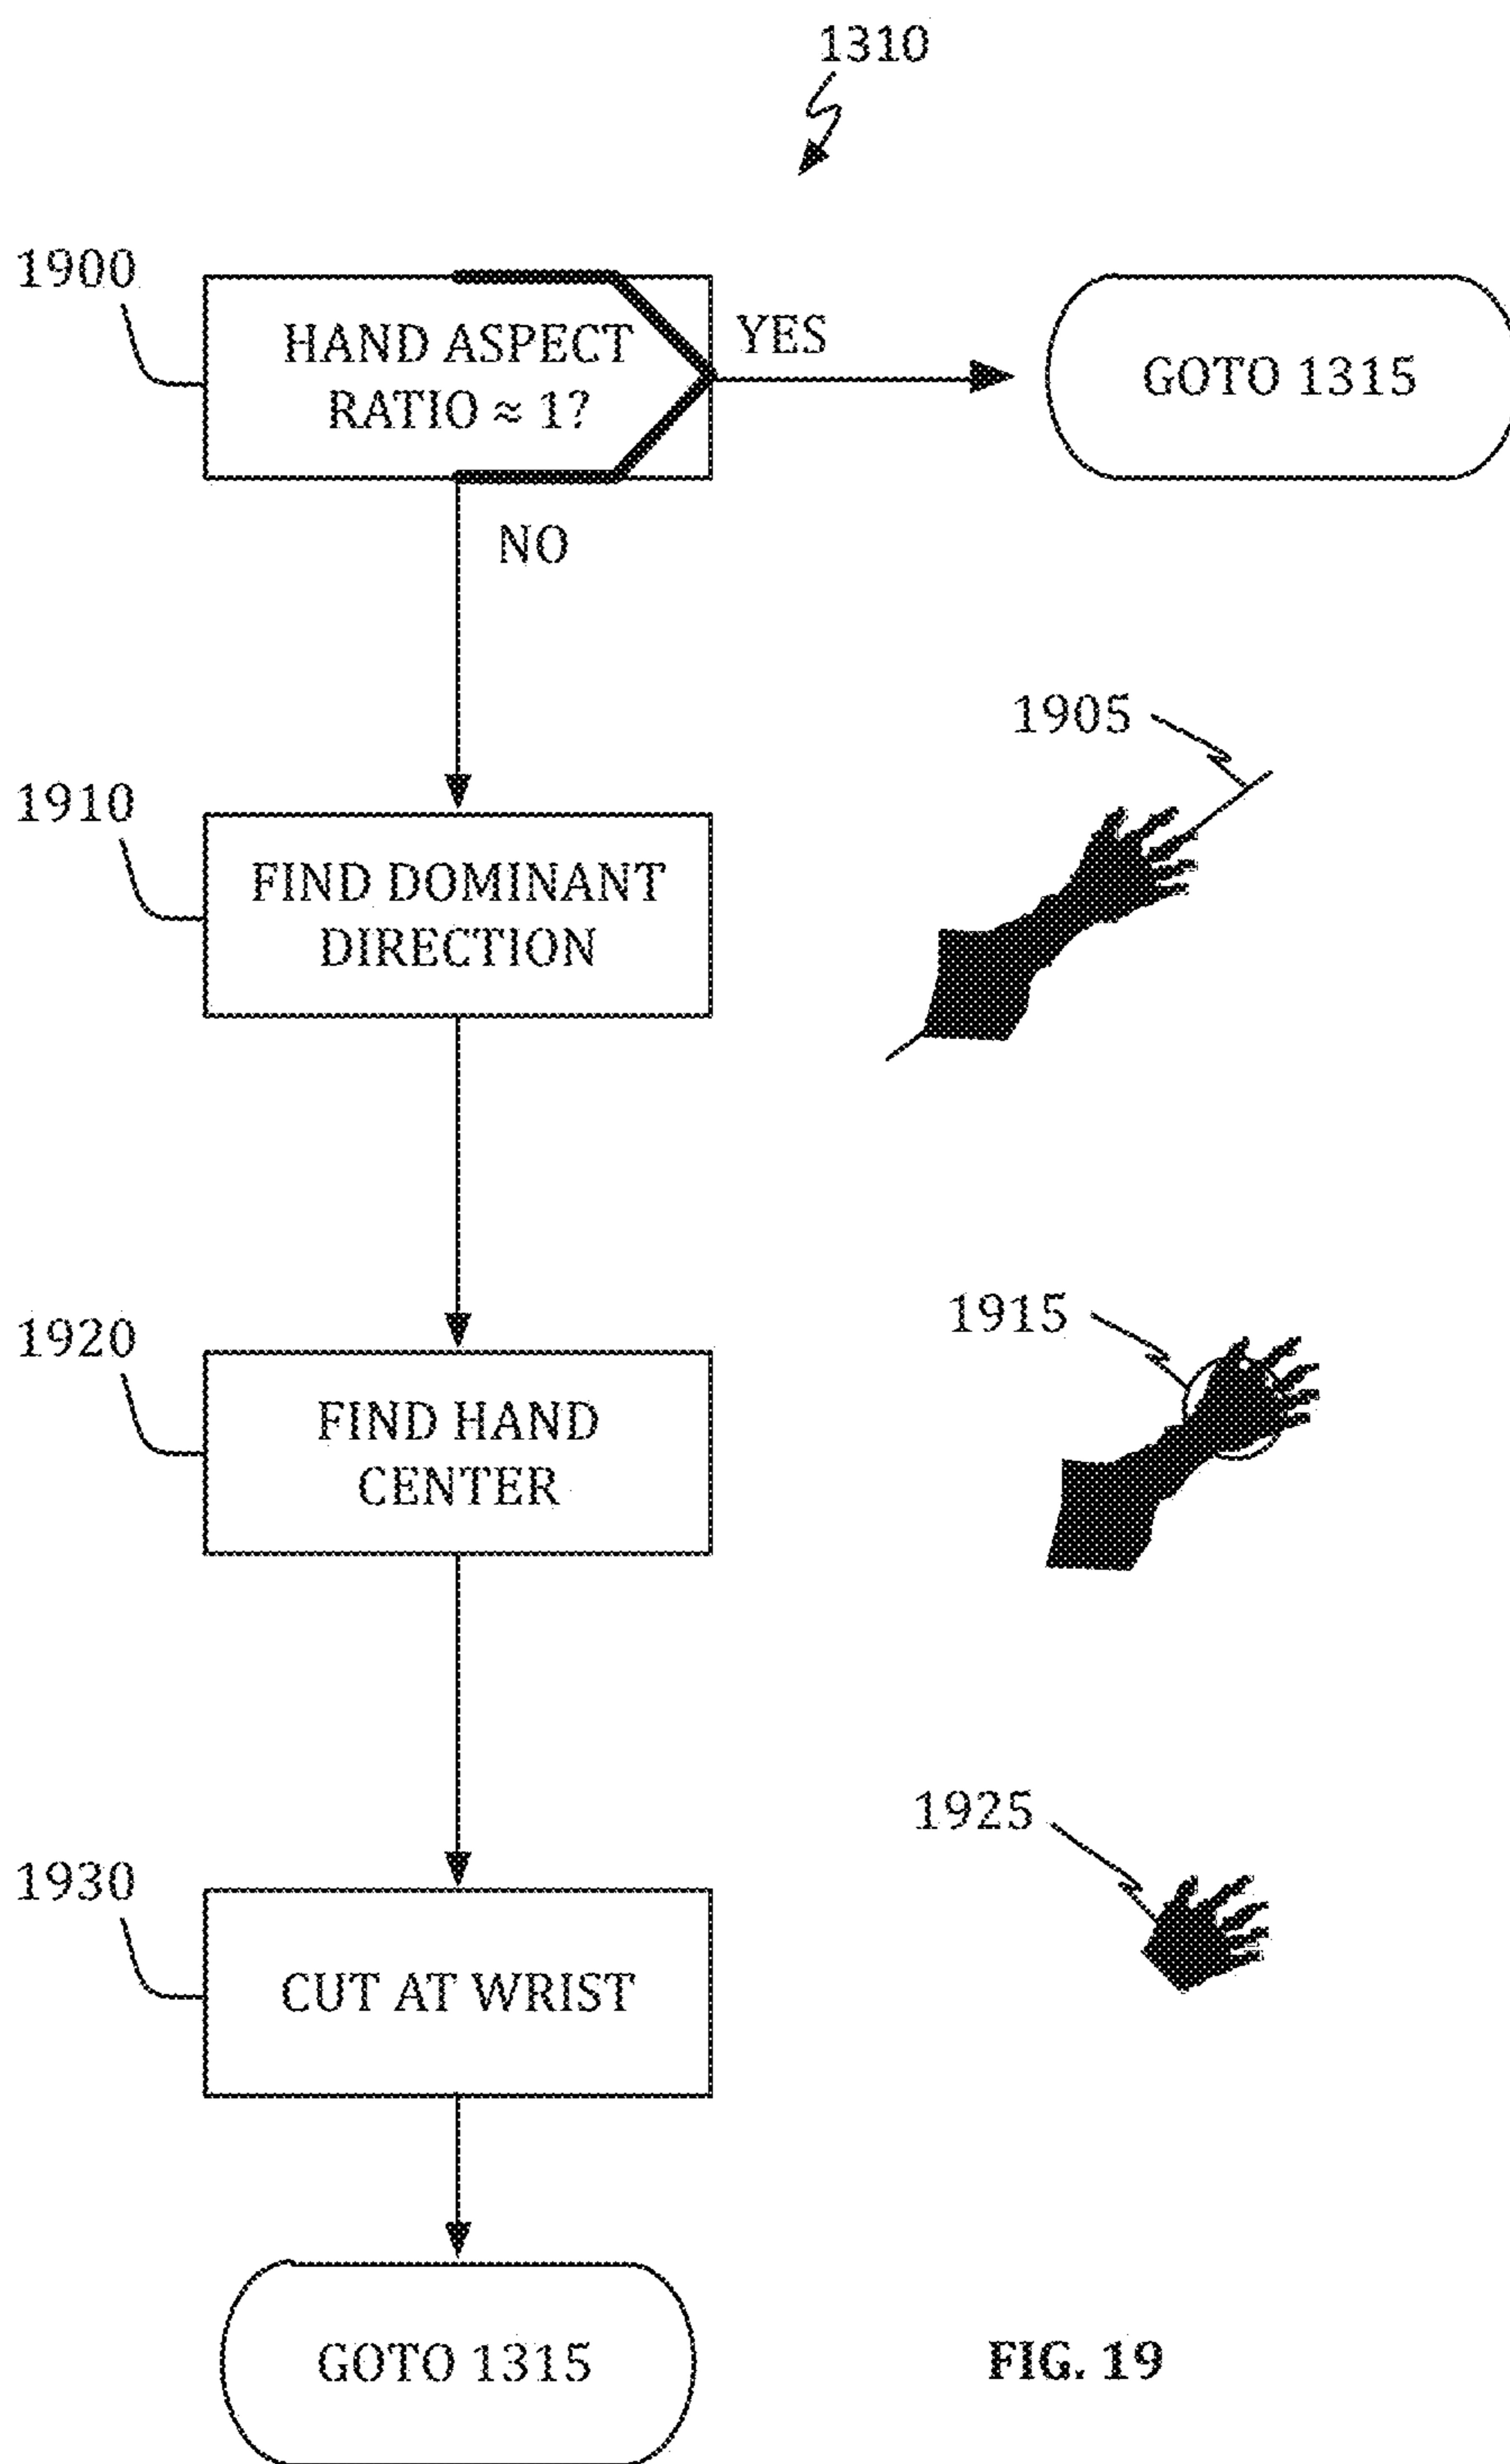 1310
1900
HAND ASPECT
RATIO ≈ 1?
YES
GOTO 1315
NO
1905
1910
FIND DOMINANT
DIRECTION
1915
1920
FIND HAND
CENTER
1925
1930
CUT AT WRIST
GOTO 1315
FIG. 19